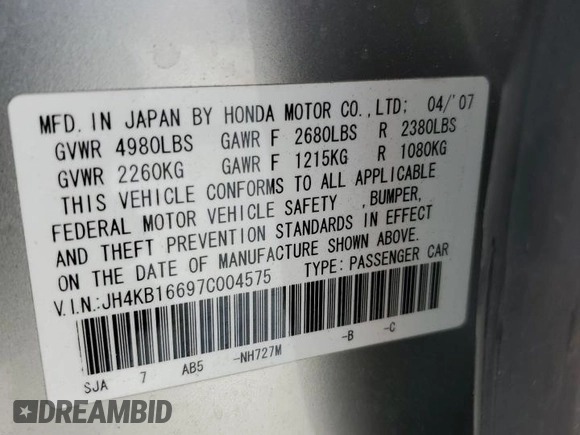 MFD. IN JAPAN BY HONDA MOTOR CO., LTD: 04/'07
GVWR 4980LBS GAWR F 2680LBS R 2380LBS
GVWR 2260KG GAWR F 1215KG R 1080KG
THIS VEHICLE CONFORMS TO ALL APPLICABLE
FEDERAL MOTOR VEHICLE SAFETY ,BUMPER,
AND THEFT PREVENTION STANDARDS IN EFFECT
ON THE DATE OF MANUFACTURE SHOWN ABOVE.
V.I.N:JH4KB16697C004575 TYPE: PASSENGER CAR
SJA 7 AB5 -NH727M -B -C
DREAMBID